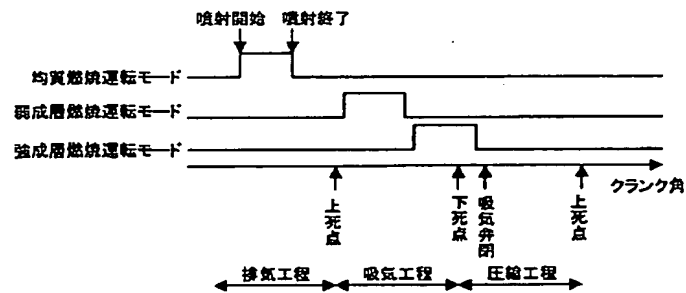 噴射開始 噴射終了
均質燃焼運転モード
弱成層燃焼運転モード
強成層燃焼運転モード
クランク角
上死点
下死点
吸気弁閉
上死点
排気工程
吸気工程
圧縮工程